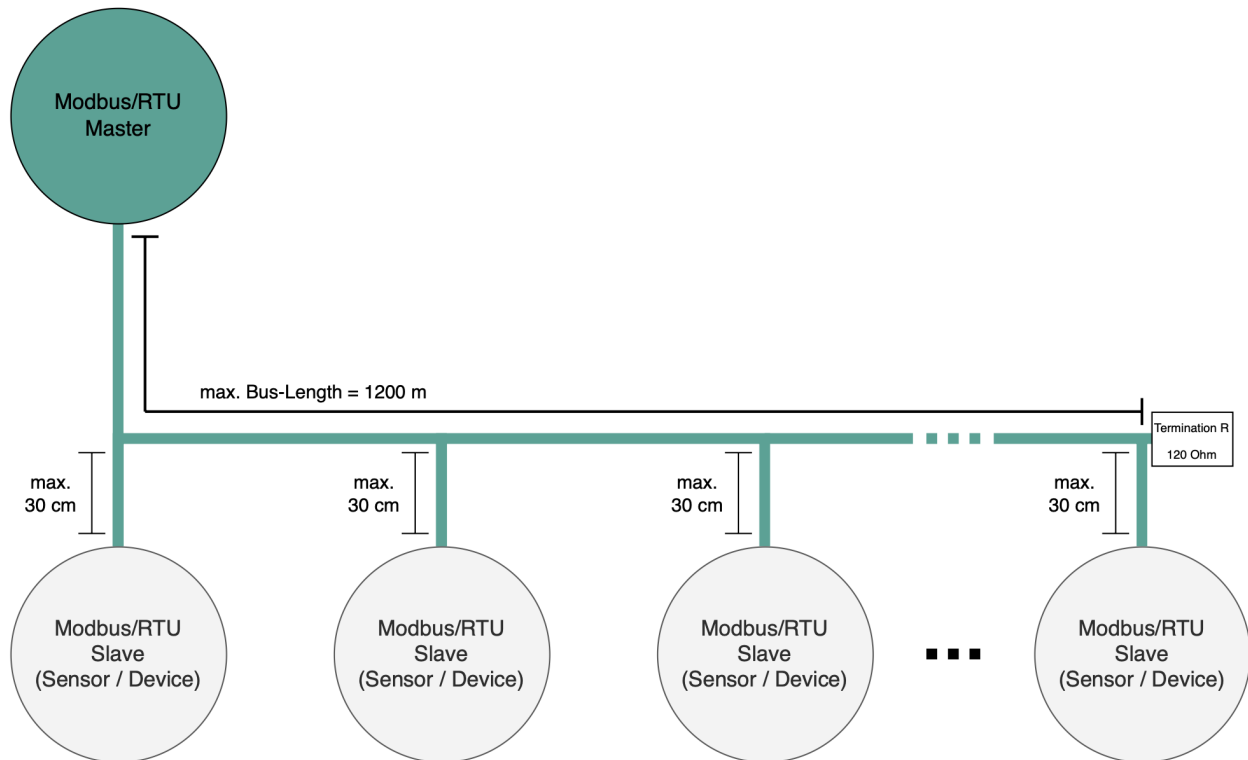 Modbus/RTU
Master
max. Bus-Length = 1200 m
Termination R
120 Ohm
max.
30 cm
max.
30 cm
max.
30 cm
max.
30 cm
Modbus/RTU
Slave
(Sensor / Device)
Modbus/RTU
Slave
(Sensor / Device)
Modbus/RTU
Slave
(Sensor / Device)
Modbus/RTU
Slave
(Sensor / Device)